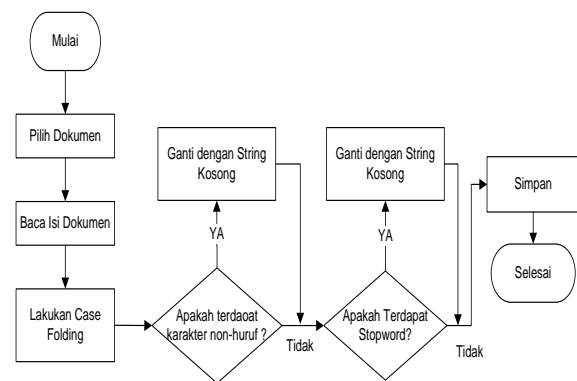 Mulai
Pilih Dokumen
Baca Isi Dokumen
Lakukan Case
Folding
Apakah terdaoat
karakter non-huruf ?
YA
Ganti dengan String
Kosong
Tidak
Apakah Terdapat
Stopword?
YA
Ganti dengan String
Kosong
Tidak
Simpan
Selesai